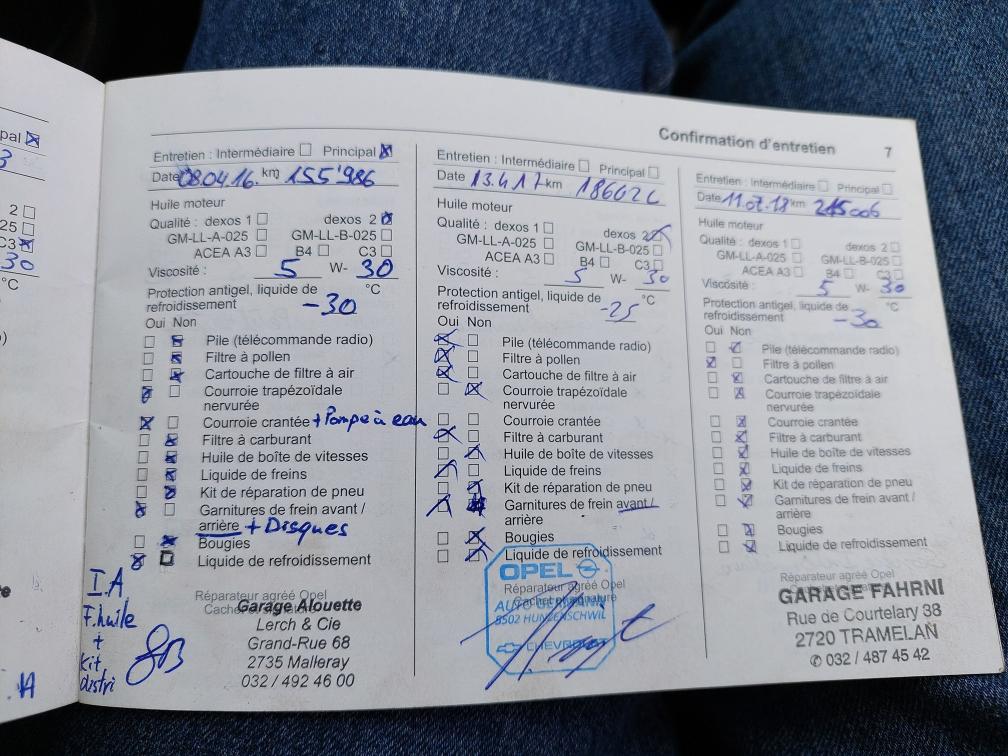 Confirmation d'entretien 7
pal ☒
2 ☐
25 ☐
C3 ☒
30
°C
Entretien : Intermédiaire ☐ Principal ☒
Date 08.04.16. km 155'986
Huile moteur
Qualité : dexos 1 ☐ dexos 2 ☒
GM-LL-A-025 ☐ GM-LL-B-025 ☐
ACEA A3 ☐ B4 ☐ C3 ☐
Viscosité : 5 W- 30
Protection antigel, liquide de
refroidissement -30 °C
Oui Non
☐ ☒ Pile (télécommande radio)
☐ ☒ Filtre à pollen
☐ ☒ Cartouche de filtre à air
☒ ☐ Courroie trapézoïdale
nervurée
☒ ☐ Courroie crantée + Pompe à eau
☐ ☒ Filtre à carburant
☐ ☒ Huile de boîte de vitesses
☐ ☒ Liquide de freins
☐ ☒ Kit de réparation de pneu
☒ ☐ Garnitures de frein avant /
arrière + Disques
☐ ☒ Bougies
☒ ☐ Liquide de refroidissement
I.A
F.huile
+
kit
distri
Réparateur agréé Opel
Garage Alouette
Lerch & Cie
Grand-Rue 68
2735 Malleray
032 / 492 46 00
Entretien : Intermédiaire ☐ Principal ☐
Date 13.4.17 km 186026
Huile moteur
Qualité : dexos 1 ☐ dexos 2 ☒
GM-LL-A-025 ☐ GM-LL-B-025 ☐
ACEA A3 ☐ B4 ☐ C3 ☐
Viscosité : 5 W- 30
Protection antigel, liquide de
refroidissement -25 °C
Oui Non
☒ ☐ Pile (télécommande radio)
☒ ☐ Filtre à pollen
☒ ☐ Cartouche de filtre à air
☐ ☒ Courroie trapézoïdale
nervurée
☐ ☐ Courroie crantée
☒ ☐ Filtre à carburant
☐ ☒ Huile de boîte de vitesses
☒ ☐ Liquide de freins
☐ ☒ Kit de réparation de pneu
☒ ☒ Garnitures de frein avant /
arrière
☐ ☒ Bougies
☐ ☒ Liquide de refroidissement
OPEL
Réparateur agréé Opel
Cachet et signature
AUTO GERMANN
5502 HUNZENSCHWIL
CHEVROLET
Entretien : Intermédiaire ☐ Principal ☐
Date 11.07.18 km 215006
Huile moteur
Qualité : dexos 1 ☐ dexos 2 ☐
GM-LL-A-025 ☐ GM-LL-B-025 ☐
ACEA A3 ☐ B4 ☐ C3 ☐
Viscosité : 5 W- 30
Protection antigel, liquide de
refroidissement -30 °C
Oui Non
☐ ☒ Pile (télécommande radio)
☒ ☐ Filtre à pollen
☐ ☒ Cartouche de filtre à air
☐ ☒ Courroie trapézoïdale
nervurée
☐ ☒ Courroie crantée
☐ ☒ Filtre à carburant
☐ ☒ Huile de boîte de vitesses
☐ ☒ Liquide de freins
☐ ☒ Kit de réparation de pneu
☐ ☒ Garnitures de frein avant /
arrière
☐ ☒ Bougies
☐ ☒ Liquide de refroidissement
Réparateur agréé Opel
GARAGE FAHRNI
Rue de Courtelary 38
2720 TRAMELAN
✆ 032 / 487 45 42